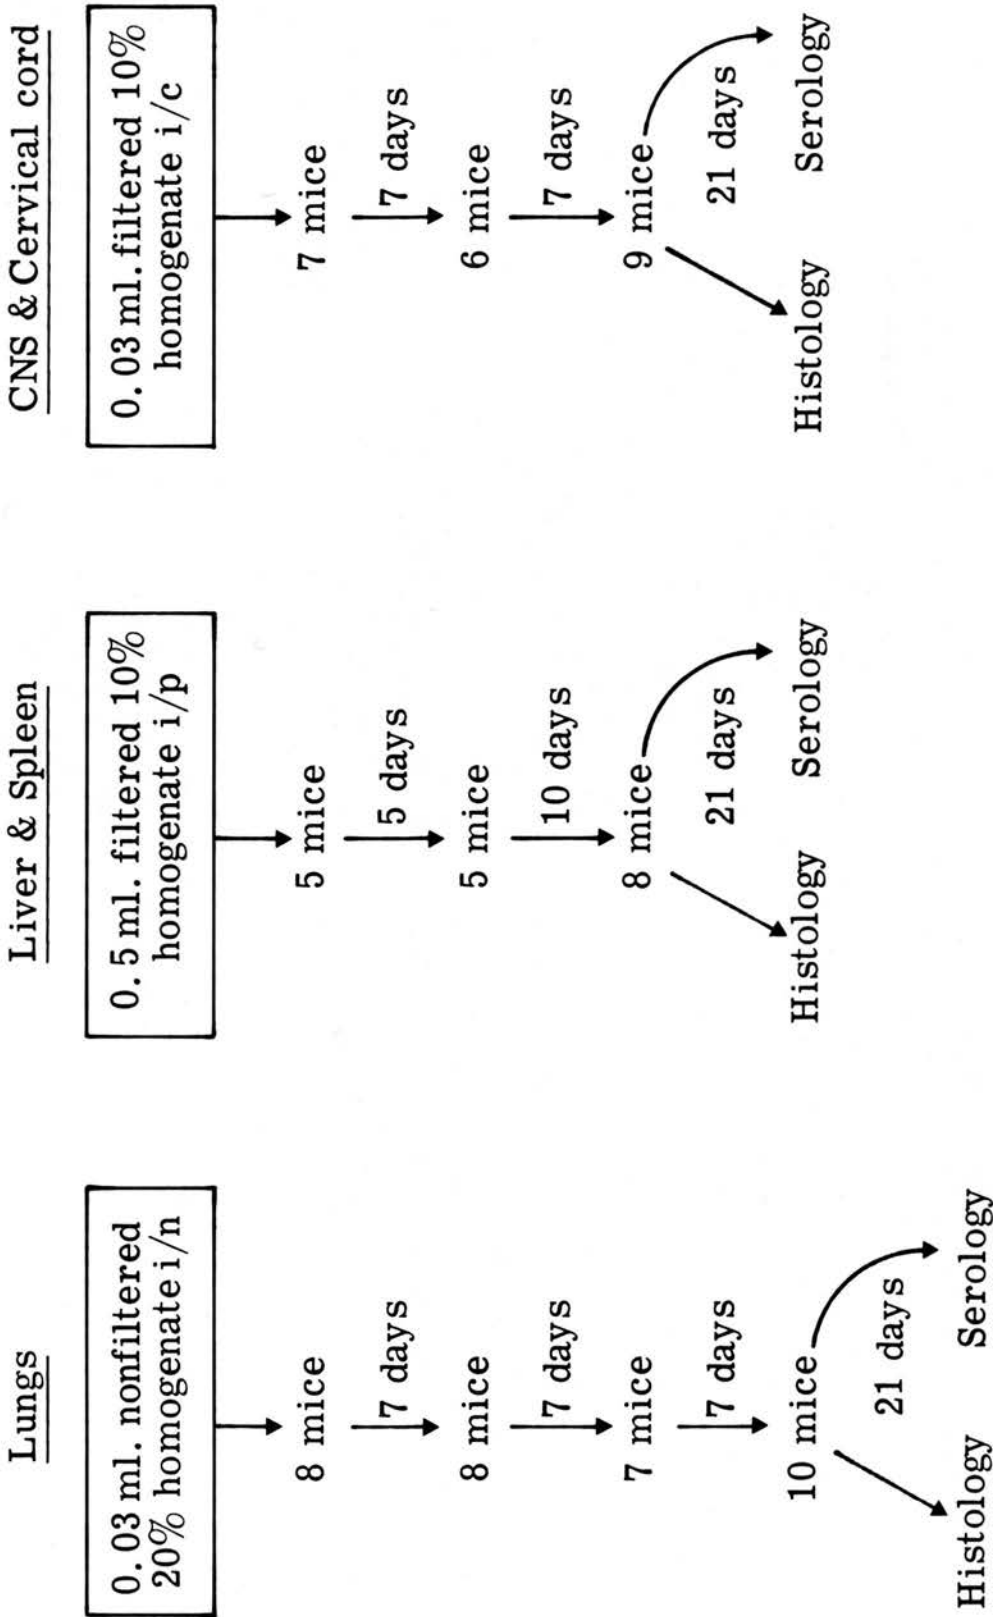 Lungs
0.03 ml. nonfiltered
20% homogenate i/n
8 mice
7 days
8 mice
7 days
7 mice
7 days
10 mice
21 days
Histology
Serology
Liver & Spleen
0.5 ml. filtered 10%
homogenate i/p
5 mice
5 days
5 mice
10 days
8 mice
21 days
Histology
Serology
CNS & Cervical cord
0.03 ml. filtered 10%
homogenate i/c
7 mice
7 days
6 mice
7 days
9 mice
21 days
Histology
Serology